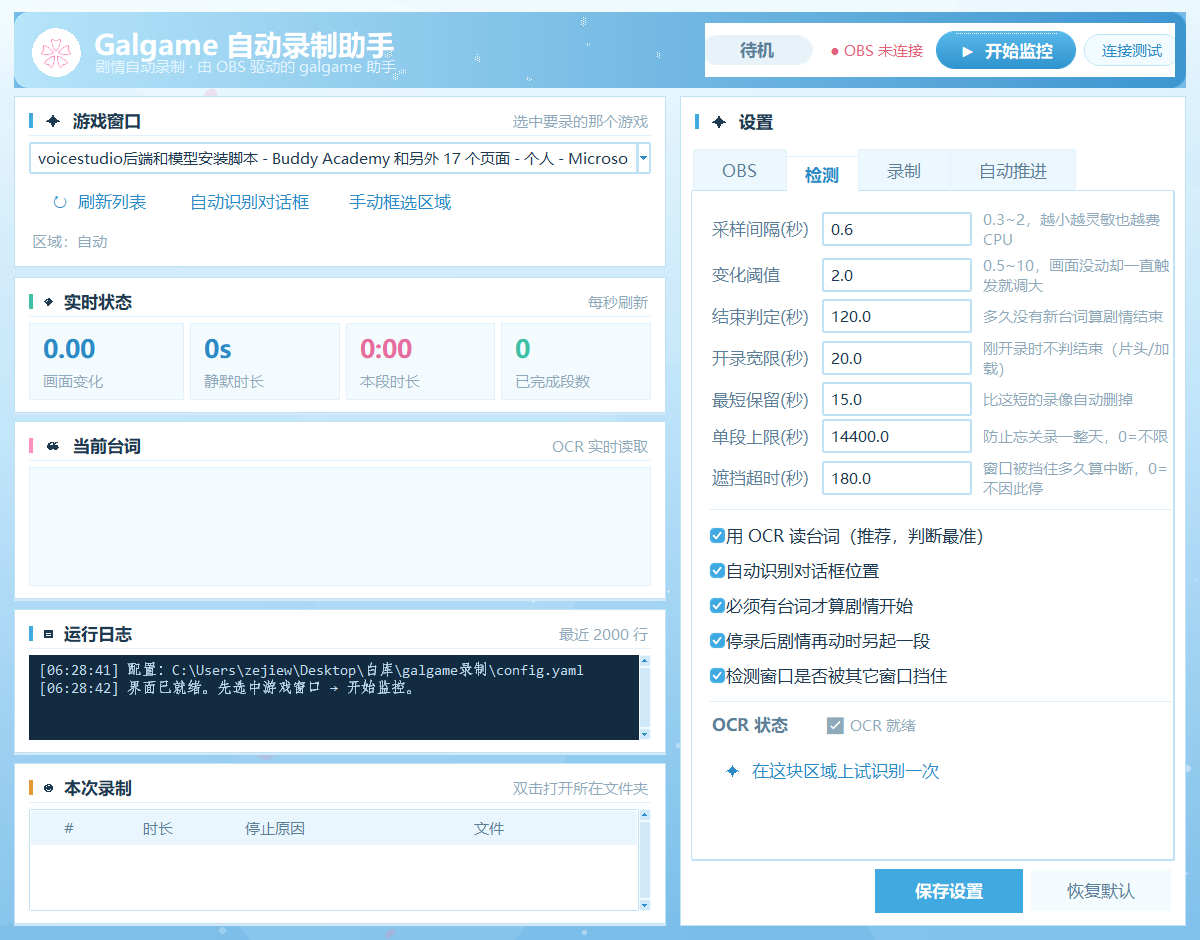 Galgame 自动录制助手
剧情自动录制 · 由 OBS 驱动的 galgame 助手
待机
● OBS 未连接
► 开始监控
连接测试
游戏窗口
选中要录的那个游戏
voicestudio后端和模型安装脚本 - Buddy Academy 和另外 17 个页面 - 个人 - Microso
刷新列表
自动识别对话框
手动框选区域
区域：自动
实时状态
每秒刷新
0.00
画面变化
0s
静默时长
0:00
本段时长
0
已完成段数
当前台词
OCR 实时读取
运行日志
最近 2000 行
[06:28:41] 配置：C:\Users\zejiew\Desktop\白库\galgame录制\config.yaml
[06:28:42] 界面已就绪。先选中游戏窗口 → 开始监控。
本次录制
双击打开所在文件夹
# 时长 停止原因 文件
设置
OBS
检测
录制
自动推进
采样间隔(秒)
0.6
0.3~2，越小越灵敏也越费
CPU
变化阈值
2.0
0.5~10，画面没动却一直触
发就调大
结束判定(秒)
120.0
多久没有新台词算剧情结束
开录宽限(秒)
20.0
刚开录时不判结束（片头/加
载)
最短保留(秒)
15.0
比这短的录像自动删掉
单段上限(秒)
14400.0
防止忘关录一整天，0=不限
遮挡超时(秒)
180.0
窗口被挡住多久算中断，0=
不因此停
用 OCR 读台词（推荐，判断最准）
自动识别对话框位置
必须有台词才算剧情开始
停录后剧情再动时另起一段
检测窗口是否被其它窗口挡住
OCR 状态
OCR 就绪
在这块区域上试识别一次
保存设置
恢复默认